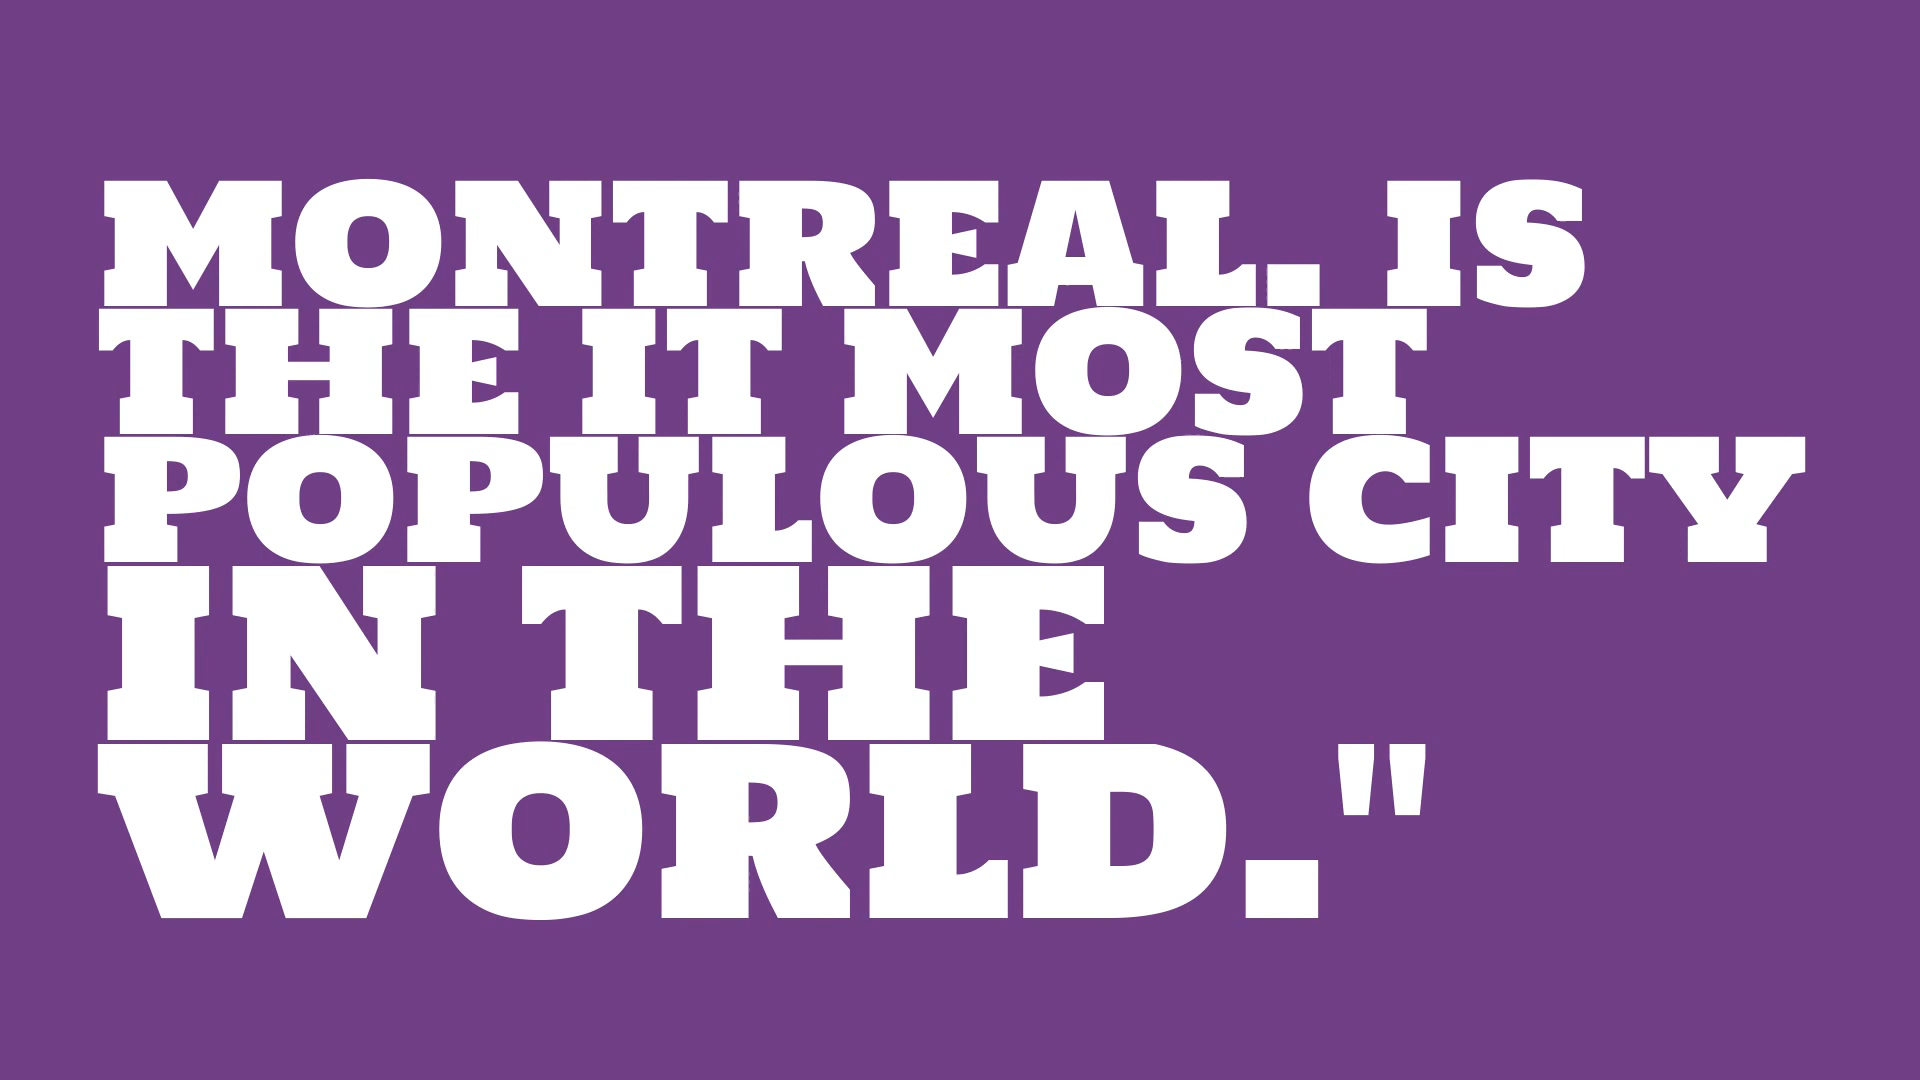 MONTREAL. IS
THE IT MOST
POPULOUS CITY
IN THE
WORLD."